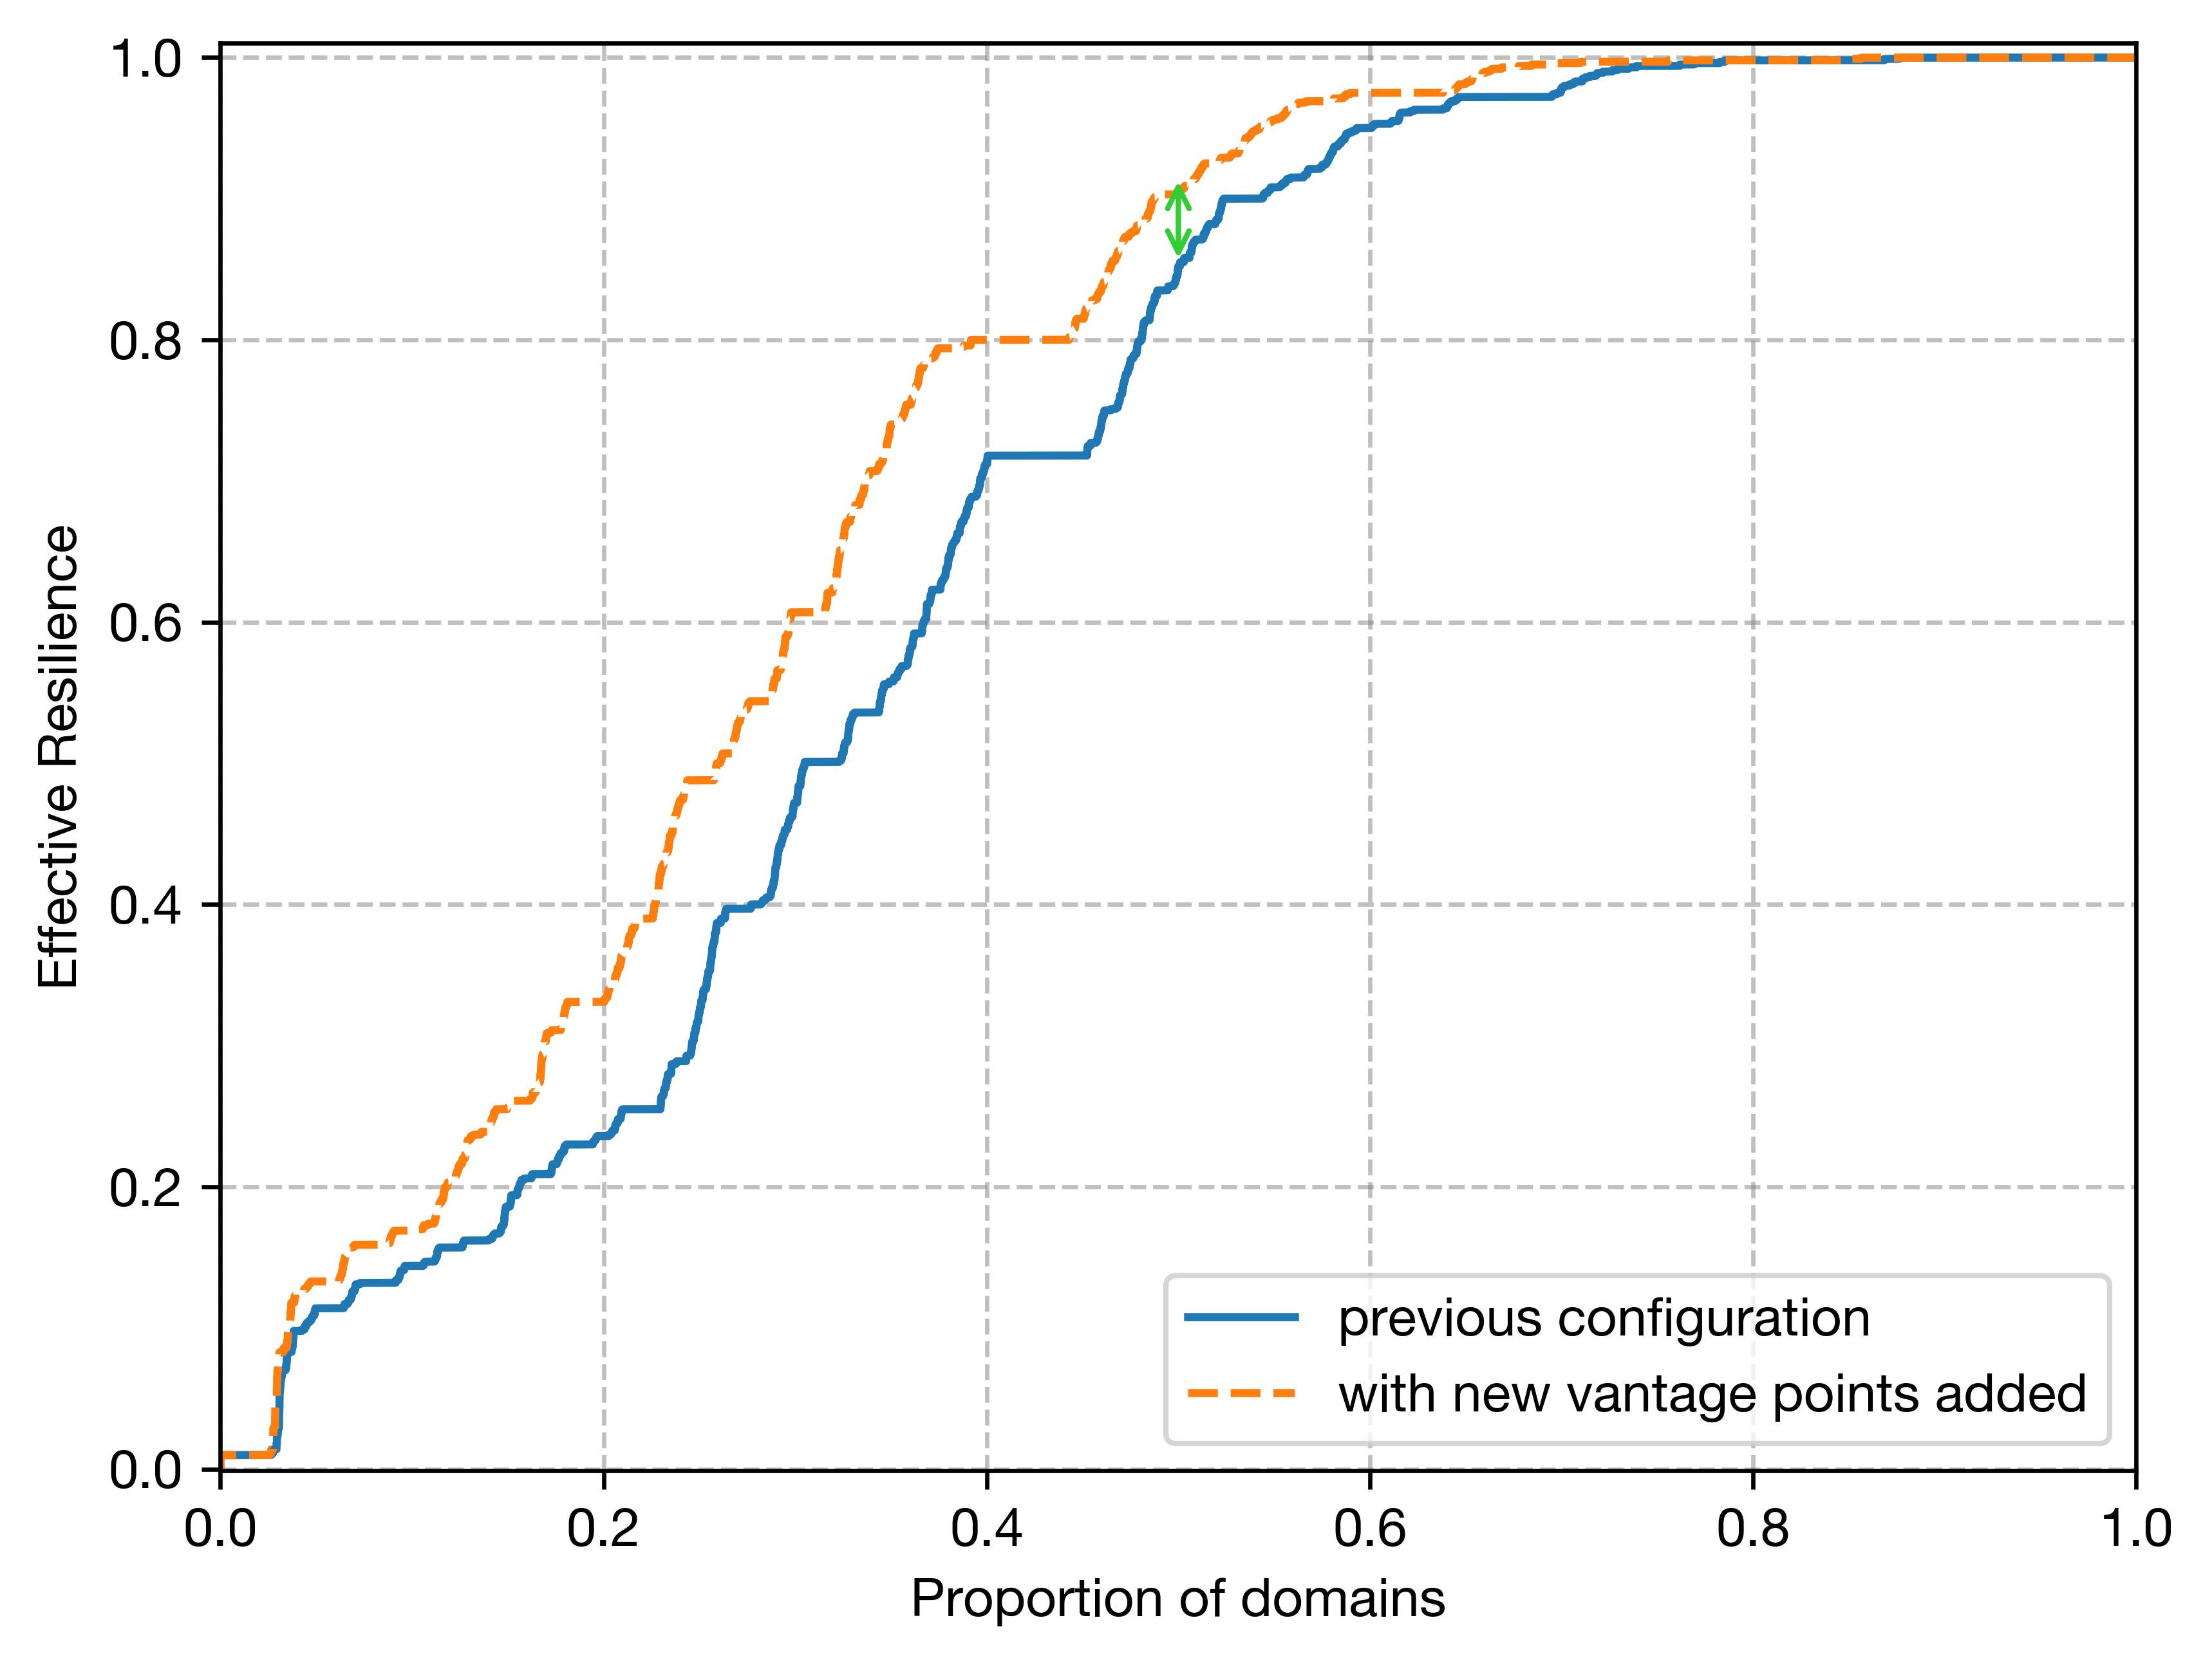 1.0
0.8
0.6
0.4
0.2
0.0
Effective Resilience
previous configuration
with new vantage points added
0.0 0.2 0.4 0.6 0.8 1.0
Proportion of domains